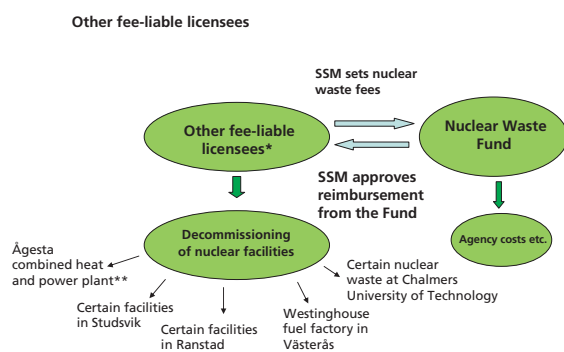 Other fee-liable licensees
SSM sets nuclear
waste fees
Other fee-liable
licensees*
Nuclear Waste
Fund
SSM approves
reimbursement
from the Fund
Decommissioning
of nuclear facilities
Agency costs etc.
Ågesta
combined heat
and power plant**
Certain facilities
in Studsvik
Certain facilities
in Ranstad
Westinghouse
fuel factory in
Västerås
Certain nuclear
waste at Chalmers
University of Technology